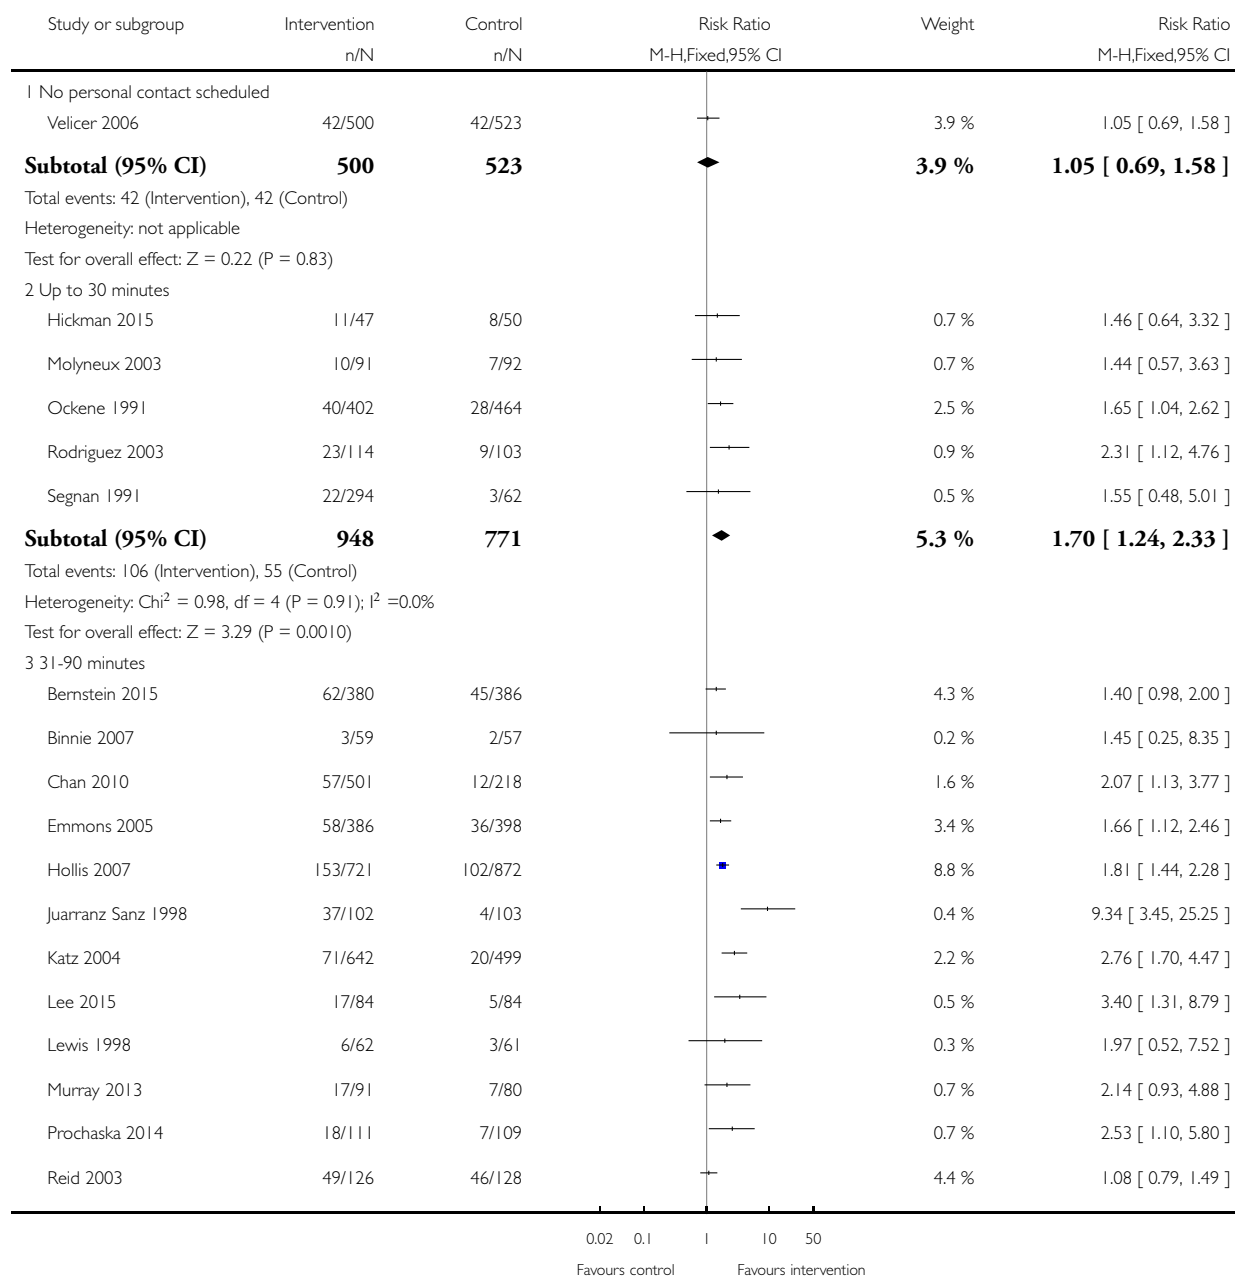 Study or subgroup Intervention Control Risk Ratio Weight Risk Ratio
n/N n/N M-H,Fixed,95% CI M-H,Fixed,95% CI
1 No personal contact scheduled
Velicer 2006 42/500 42/523 3.9 % 1.05 [ 0.69, 1.58 ]
Subtotal (95% CI) 500 523 3.9 % 1.05 [ 0.69, 1.58 ]
Total events: 42 (Intervention), 42 (Control)
Heterogeneity: not applicable
Test for overall effect: Z = 0.22 (P = 0.83)
2 Up to 30 minutes
Hickman 2015 11/47 8/50 0.7 % 1.46 [ 0.64, 3.32 ]
Molyneux 2003 10/91 7/92 0.7 % 1.44 [ 0.57, 3.63 ]
Ockene 1991 40/402 28/464 2.5 % 1.65 [ 1.04, 2.62 ]
Rodriguez 2003 23/114 9/103 0.9 % 2.31 [ 1.12, 4.76 ]
Segnan 1991 22/294 3/62 0.5 % 1.55 [ 0.48, 5.01 ]
Subtotal (95% CI) 948 771 5.3 % 1.70 [ 1.24, 2.33 ]
Total events: 106 (Intervention), 55 (Control)
Heterogeneity: Chi² = 0.98, df = 4 (P = 0.91); I² =0.0%
Test for overall effect: Z = 3.29 (P = 0.0010)
3 31-90 minutes
Bernstein 2015 62/380 45/386 4.3 % 1.40 [ 0.98, 2.00 ]
Binnie 2007 3/59 2/57 0.2 % 1.45 [ 0.25, 8.35 ]
Chan 2010 57/501 12/218 1.6 % 2.07 [ 1.13, 3.77 ]
Emmons 2005 58/386 36/398 3.4 % 1.66 [ 1.12, 2.46 ]
Hollis 2007 153/721 102/872 8.8 % 1.81 [ 1.44, 2.28 ]
Juarranz Sanz 1998 37/102 4/103 0.4 % 9.34 [ 3.45, 25.25 ]
Katz 2004 71/642 20/499 2.2 % 2.76 [ 1.70, 4.47 ]
Lee 2015 17/84 5/84 0.5 % 3.40 [ 1.31, 8.79 ]
Lewis 1998 6/62 3/61 0.3 % 1.97 [ 0.52, 7.52 ]
Murray 2013 17/91 7/80 0.7 % 2.14 [ 0.93, 4.88 ]
Prochaska 2014 18/111 7/109 0.7 % 2.53 [ 1.10, 5.80 ]
Reid 2003 49/126 46/128 4.4 % 1.08 [ 0.79, 1.49 ]
0.02 0.1 1 10 50
Favours control Favours intervention